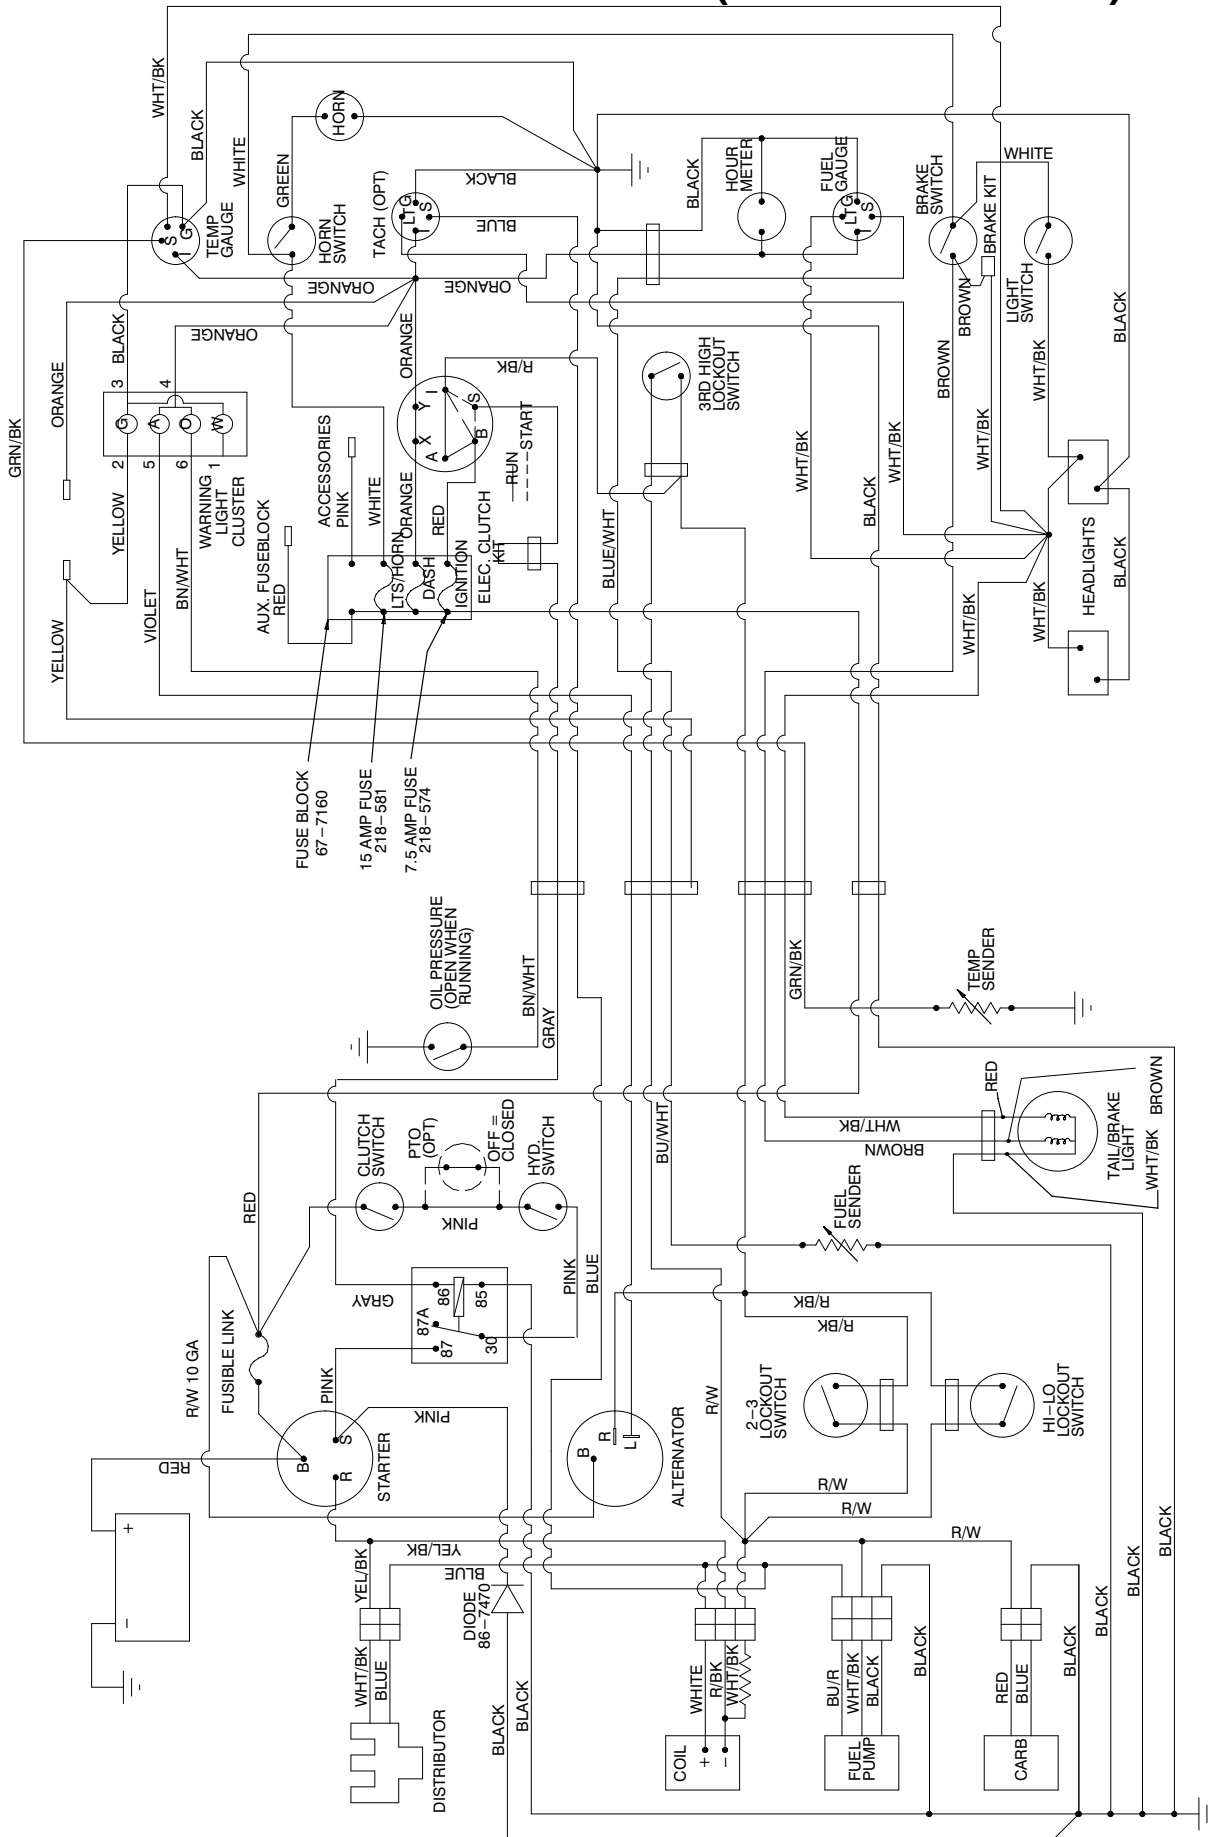 (
)
WHT/BK
BLACK
WHITE
GREEN
HORN
S
G
I
TEMP
GAUGE
HORN
SWITCH
TACH (OPT)
LT
G
S
I
BLACK
BLUE
BLACK
HOUR
METER
FUEL
GAUGE
LT
G
S
I
BRAKE
SWITCH
WHITE
BRAKE KIT
LIGHT
SWITCH
BROWN
BLACK
ORANGE
ORANGE
ORANGE
GRN/BK
ORANGE
BLACK
3
4
G
A
O
W
2
5
6
1
WARNING
LIGHT
CLUSTER
YELLOW
YELLOW
VIOLET
BN/WHT
AUX. FUSEBLOCK
RED
ACCESSORIES
PINK
WHITE
ORANGE
RED
ORANGE
R/BK
Y
X
I
A
S
B
RUN
START
LTS/HORN
DASH
IGNITION
ELEC. CLUTCH
KIT
3RD HIGH
LOCKOUT
SWITCH
BLUE/WHT
WHT/BK
BLACK
WHT/BK
BROWN
WHT/BK
WHT/BK
WHT/BK
WHT/BK
HEADLIGHTS
BLACK
FUSE BLOCK
67-7160
15 AMP FUSE
218-581
7.5 AMP FUSE
218-574
OIL PRESSURE
(OPEN WHEN
RUNNING)
BN/WHT
GRAY
GRN/BK
TEMP
SENDER
RED
CLUTCH
SWITCH
PTO
(OPT)
OFF =
CLOSED
HYD.
SWITCH
PINK
PINK
BLUE
BU/WHT
FUEL
SENDER
WHT/BK
BROWN
RED
TAIL/BRAKE
LIGHT
WHT/BK
BROWN
R/W 10 GA
FUSIBLE LINK
PINK
GRAY
87A
86
87
85
30
PINK
RED
B
S
R
STARTER
B
R
L
ALTERNATOR
R/W
R/BK
R/BK
2-3
LOCKOUT
SWITCH
HI-LO
LOCKOUT
SWITCH
R/W
R/W
R/W
+
-
YEL/BK
YEL/BK
BLUE
DIODE
86-7470
WHT/BK
BLUE
DISTRIBUTOR
BLACK
BLACK
WHITE
R/BK
WHT/BK
COIL
+
-
BU/R
WHT/BK
BLACK
FUEL
PUMP
BLACK
RED
BLUE
CARB
BLACK
BLACK
BLACK
BLACK